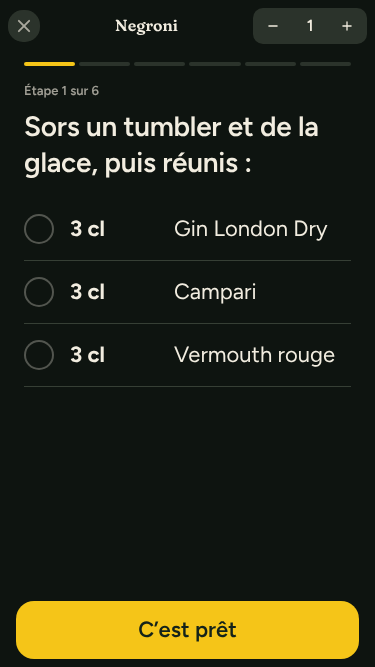 Negroni
− 1 +
Étape 1 sur 6
Sors un tumbler et de la
glace, puis réunis :
3 cl Gin London Dry
3 cl Campari
3 cl Vermouth rouge
C’est prêt